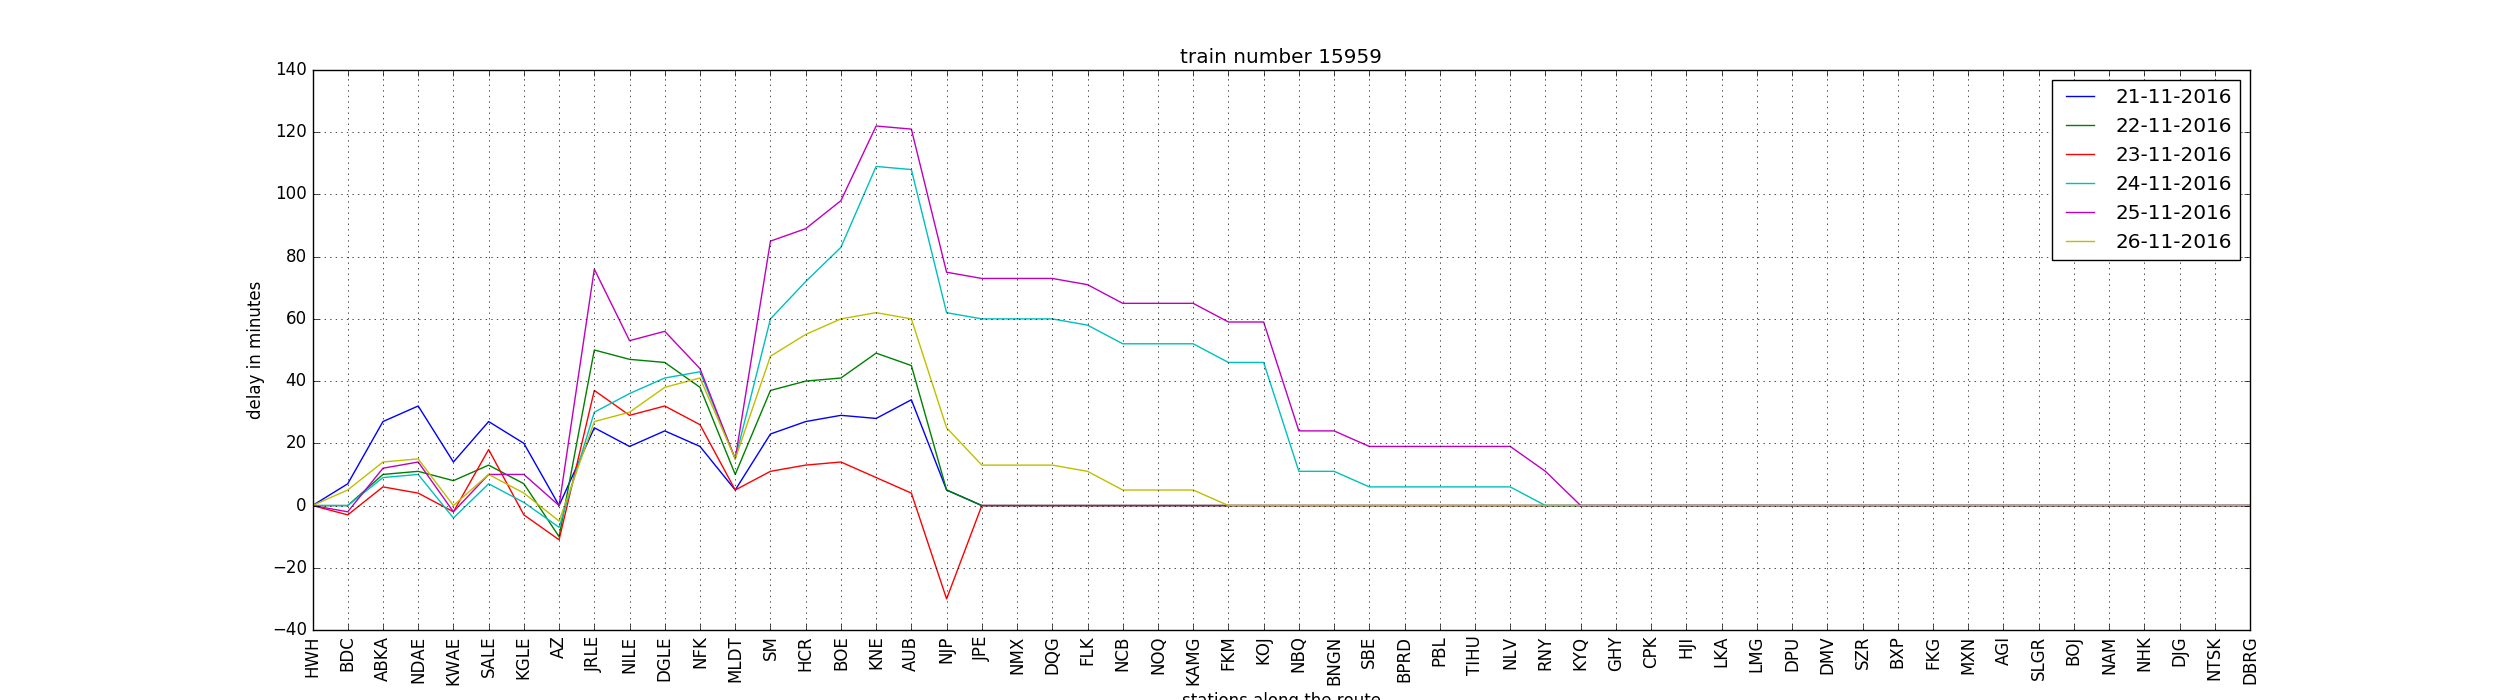 train number 15959
140
120
100
80
60
40
20
0
−20
−40
delay in minutes
21-11-2016
22-11-2016
23-11-2016
24-11-2016
25-11-2016
26-11-2016
HWH
BDC
ABKA
NDAE
KWAE
SALE
KGLE
AZ
JRLE
NILE
DGLE
NFK
MLDT
SM
HCR
BOE
KNE
AUB
NJP
JPE
NMX
DQG
FLK
NCB
NOQ
KAMG
FKM
KOJ
NBQ
BNGN
SBE
BPRD
PBL
TIHU
NLV
RNY
KYQ
GHY
CPK
HJI
LKA
LMG
DPU
DMV
SZR
BXP
FKG
MXN
AGI
SLGR
BOJ
NAM
NHK
DJG
NTSK
DBRG
stations along the route